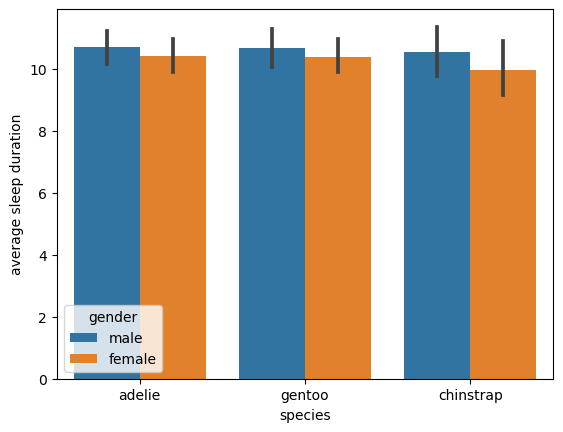 average sleep duration
10
8
6
4
2
0
gender
male
female
adelie
gentoo
chinstrap
species